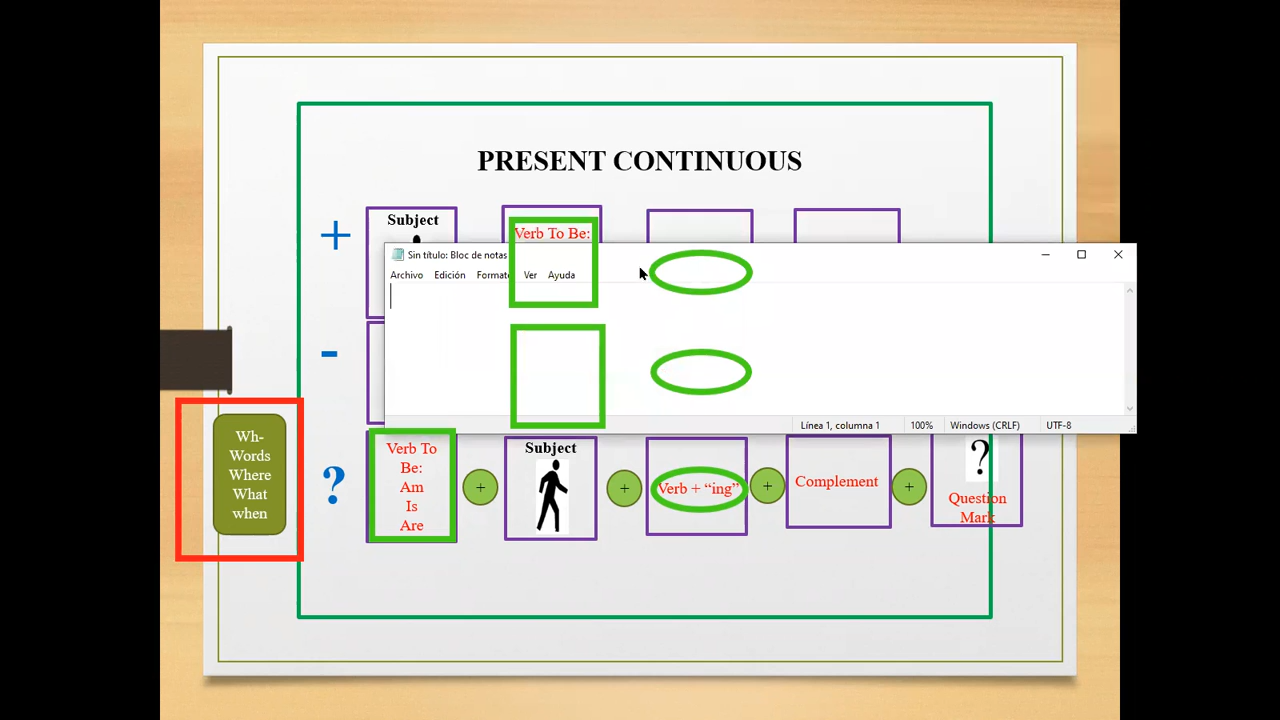 PRESENT CONTINUOUS
+
Subject
Verb To Be:
Sin título: Bloc de notas
Archivo Edición Formato Ver Ayuda
-
Línea 1, columna 1 100% Windows (CRLF) UTF-8
Wh-
Words
Where
What
when
?
Verb To
Be:
Am
Is
Are
+
Subject
+
Verb + “ing”
+
Complement
+
?
Question
Mark